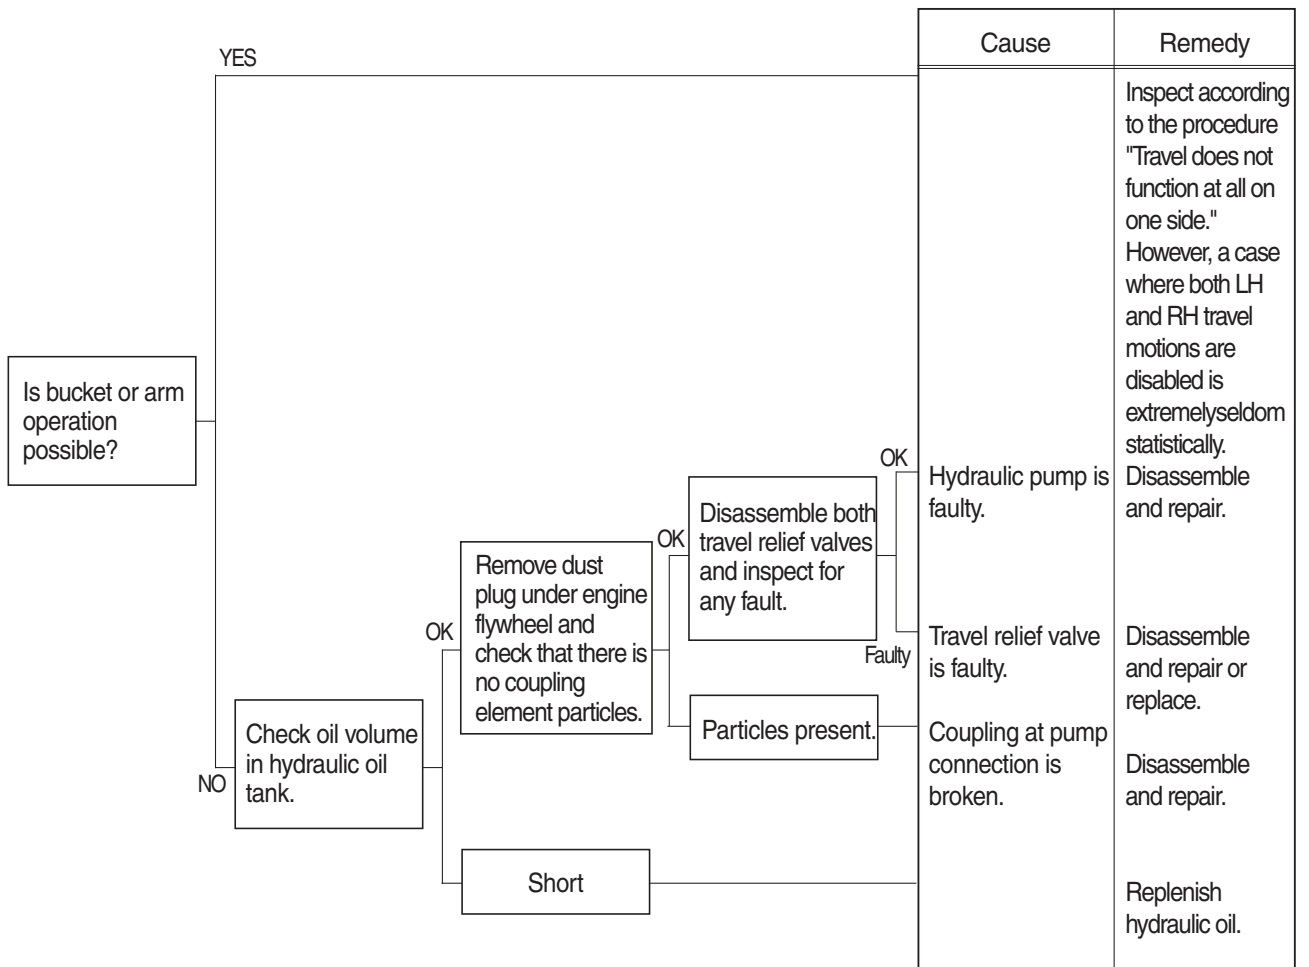 Cause
Remedy
YES
Inspect according
to the procedure
"Travel does not
function at all on
one side."
However, a case
where both LH
and RH travel
motions are
disabled is
extremelyseldom
statistically.
Is bucket or arm
operation
possible?
NO
Check oil volume
in hydraulic oil
tank.
OK
Remove dust
plug under engine
flywheel and
check that there is
no coupling
element particles.
OK
Disassemble both
travel relief valves
and inspect for
any fault.
OK
Hydraulic pump is
faulty.
Disassemble
and repair.
Faulty
Travel relief valve
is faulty.
Disassemble
and repair or
replace.
Particles present.
Coupling at pump
connection is
broken.
Disassemble
and repair.
Short
Replenish
hydraulic oil.